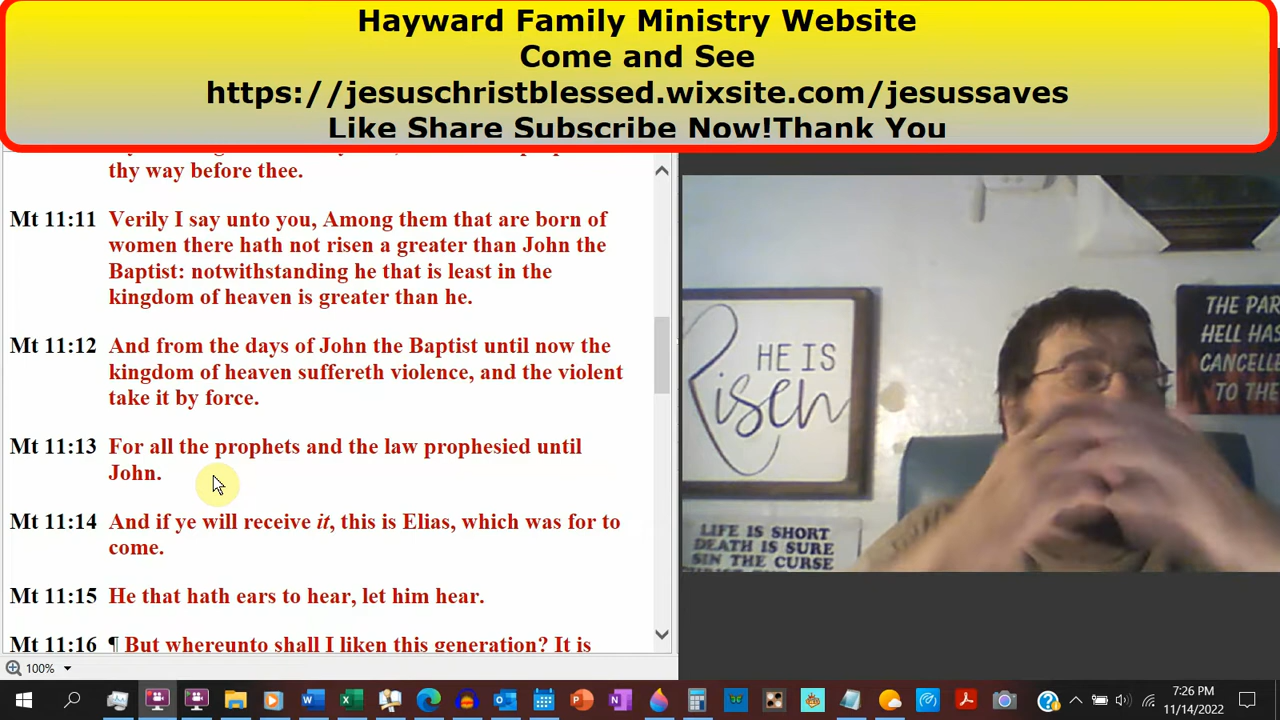 Hayward Family Ministry Website
Come and See
https://jesuschristblessed.wixsite.com/jesussaves
Like Share Subscribe Now!Thank You
thy way before thee.
Mt 11:11 Verily I say unto you, Among them that are born of
women there hath not risen a greater than John the
Baptist: notwithstanding he that is least in the
kingdom of heaven is greater than he.
Mt 11:12 And from the days of John the Baptist until now the
kingdom of heaven suffereth violence, and the violent
take it by force.
Mt 11:13 For all the prophets and the law prophesied until
John.
Mt 11:14 And if ye will receive it, this is Elias, which was for to
come.
Mt 11:15 He that hath ears to hear, let him hear.
Mt 11:16 ¶ But whereunto shall I liken this generation? It is
HE IS
Risen
THE PAR
HELL HAS
CANCELLE
TO THE
LIFE IS SHORT
DEATH IS SURE
SIN THE CURSE
100%
7:26 PM
11/14/2022